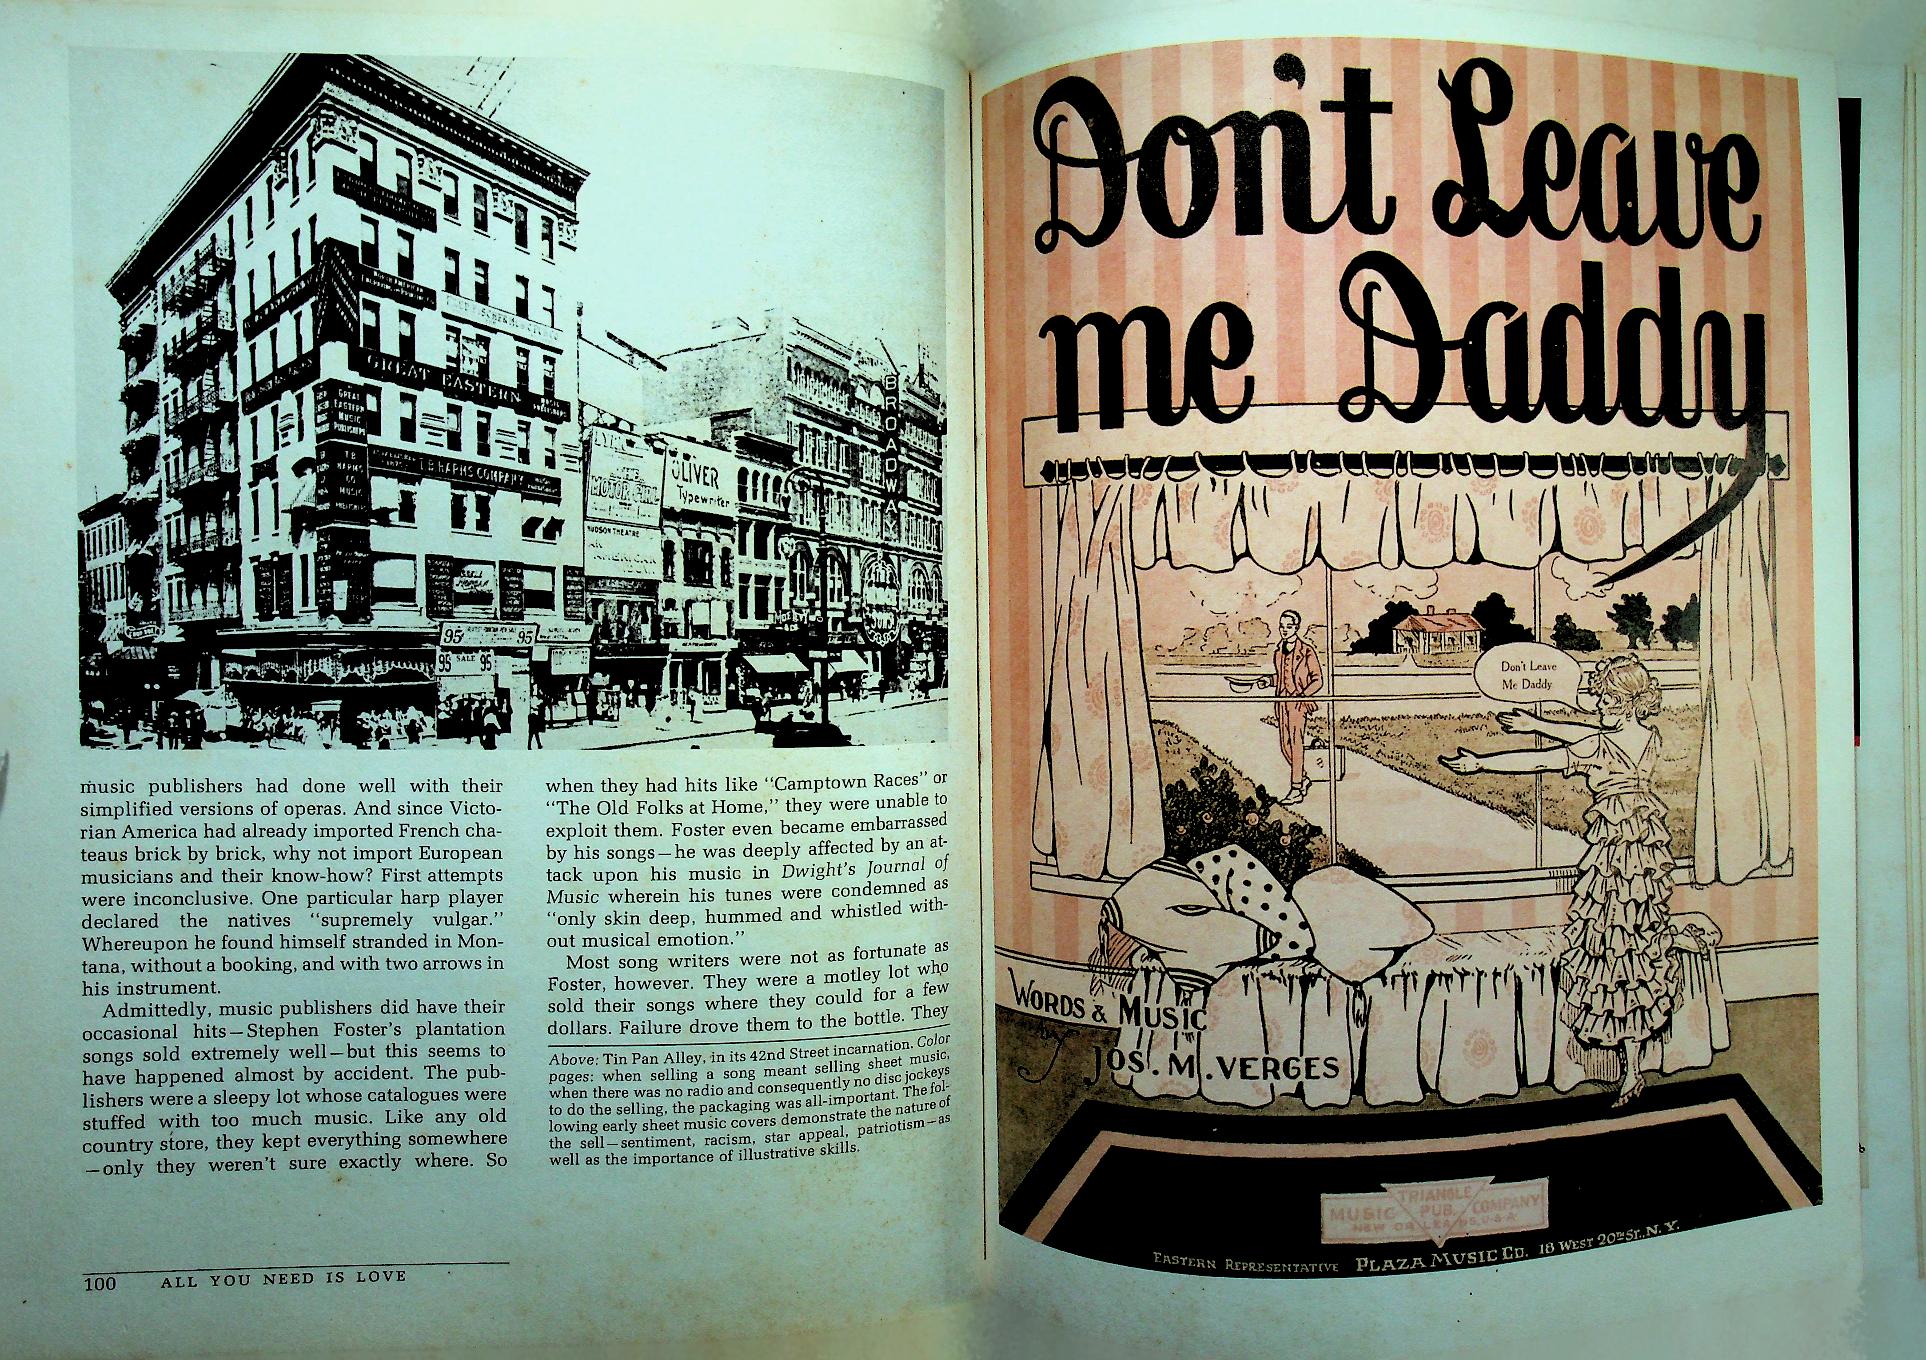 GREAT EASTERN
GREAT
EASTERN
MUSIC
T.B. HARMS COMPANY
BROADWAY
OLIVER
Typewriter
HUDSON THEATRE
95 95
95 SALE 95
music publishers had done well with their
simplified versions of operas. And since Victo-
rian America had already imported French cha-
teaus brick by brick, why not import European
musicians and their know-how? First attempts
were inconclusive. One particular harp player
declared the natives “supremely vulgar.”
Whereupon he found himself stranded in Mon-
tana, without a booking, and with two arrows in
his instrument.
Admittedly, music publishers did have their
occasional hits—Stephen Foster’s plantation
songs sold extremely well—but this seems to
have happened almost by accident. The pub-
lishers were a sleepy lot whose catalogues were
stuffed with too much music. Like any old
country store, they kept everything somewhere
—only they weren’t sure exactly where. So
when they had hits like “Camptown Races” or
“The Old Folks at Home,” they were unable to
exploit them. Foster even became embarrassed
by his songs—he was deeply affected by an at-
tack upon his music in Dwight’s Journal of
Music wherein his tunes were condemned as
“only skin deep, hummed and whistled with-
out musical emotion.”
Most song writers were not as fortunate as
Foster, however. They were a motley lot who
sold their songs where they could for a few
dollars. Failure drove them to the bottle. They
Above: Tin Pan Alley, in its 42nd Street incarnation. Color
pages: when selling a song meant selling sheet music,
when there was no radio and consequently no disc jockeys
to do the selling, the packaging was all-important. The fol-
lowing early sheet music covers demonstrate the nature of
the sell—sentiment, racism, star appeal, patriotism—as
well as the importance of illustrative skills.
100 ALL YOU NEED IS LOVE
Don't Leave
me Daddy
Don't Leave
Me Daddy
WORDS & MUSIC
by
JOS. M. VERGES
TRIANGLE
MUSIC PUB. COMPANY
NEW ORLEANS, U.S.A.
EASTERN REPRESENTATIVE PLAZA MUSIC CO. 18 WEST 20TH ST., N.Y.